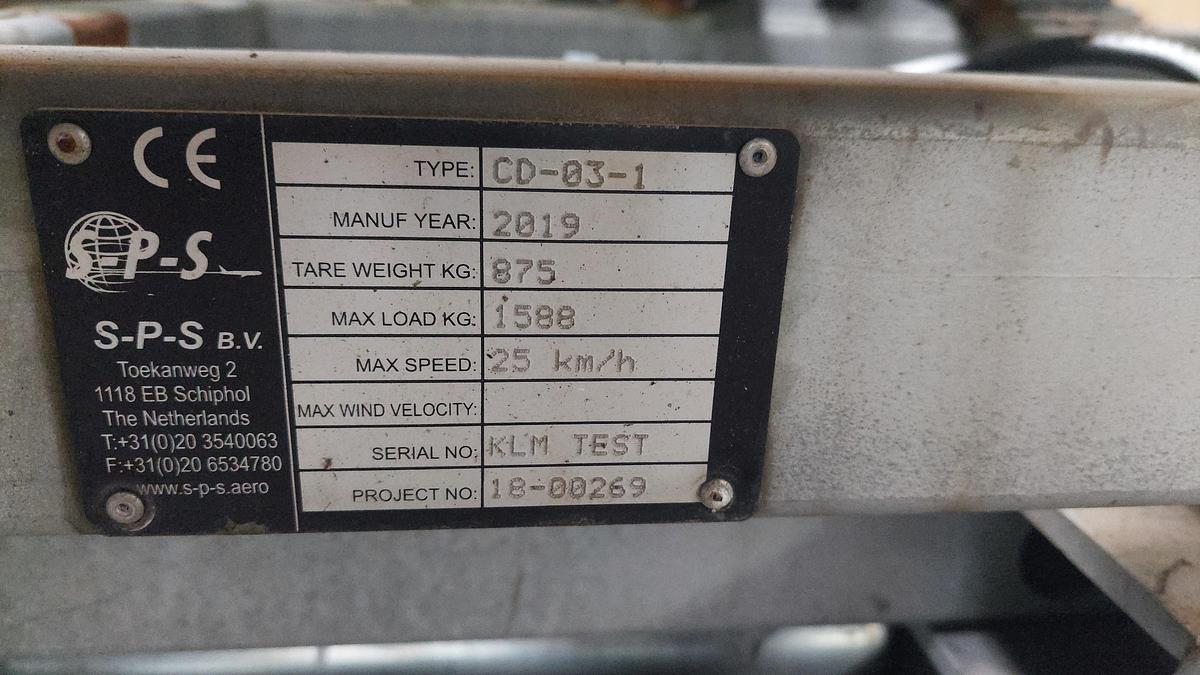 CE
S-P-S
S-P-S B.V.
Toekanweg 2
1118 EB Schiphol
The Netherlands
T:+31(0)20 3540063
F:+31(0)20 6534780
www.s-p-s.aero
TYPE: CD-03-1
MANUF YEAR: 2019
TARE WEIGHT KG: 875
MAX LOAD KG: 1588
MAX SPEED: 25 km/h
MAX WIND VELOCITY:
SERIAL NO: KLM TEST
PROJECT NO: 18-00269